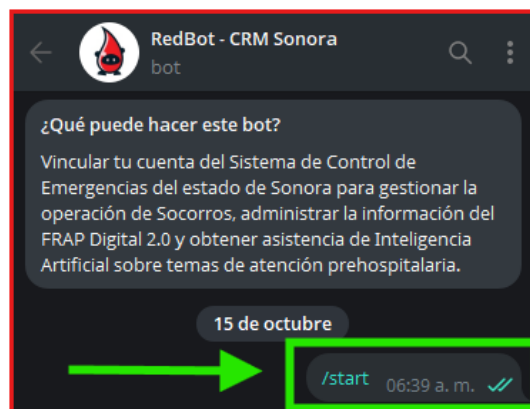 RedBot - CRM Sonora
bot
¿Qué puede hacer este bot?
Vincular tu cuenta del Sistema de Control de
Emergencias del estado de Sonora para gestionar la
operación de Socorros, administrar la información del
FRAP Digital 2.0 y obtener asistencia de Inteligencia
Artificial sobre temas de atención prehospitalaria.
15 de octubre
/start 06:39 a. m.